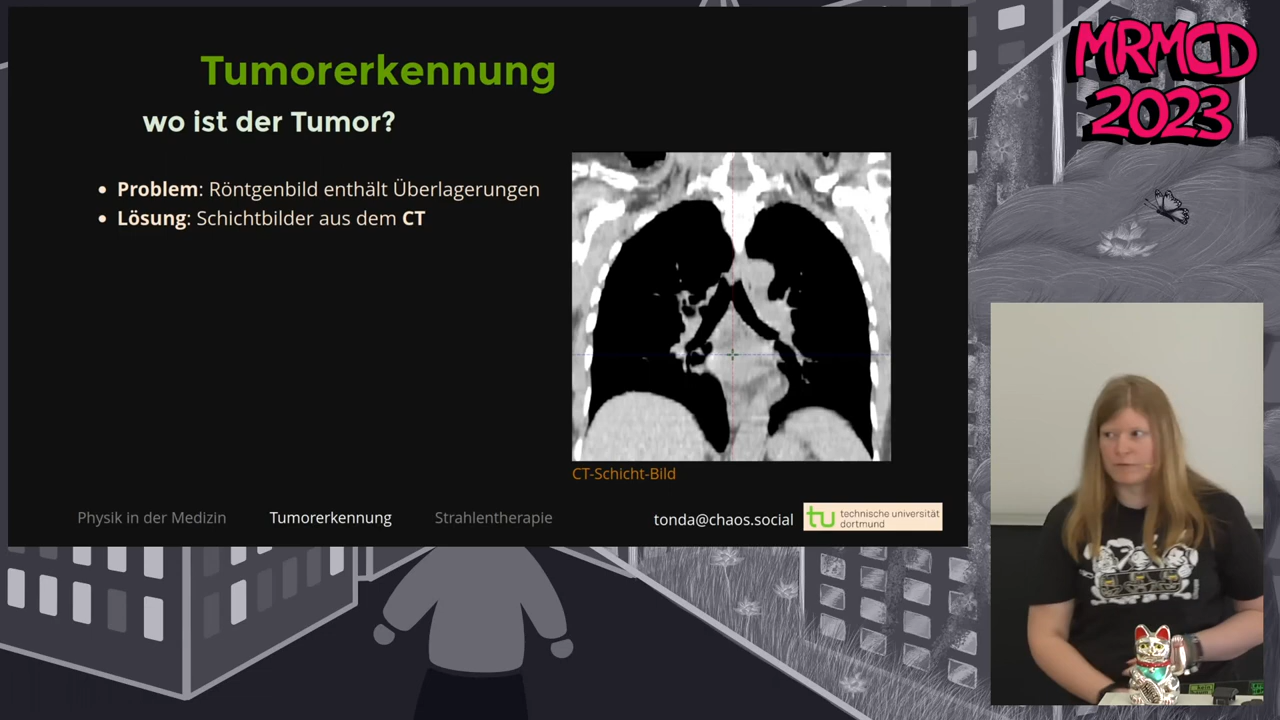 Tumorerkennung
wo ist der Tumor?
Problem: Röntgenbild enthält Überlagerungen
Lösung: Schichtbilder aus dem CT
CT-Schicht-Bild
Physik in der Medizin
Tumorerkennung
Strahlentherapie
tonda@chaos.social
tu technische universität
dortmund
MRMCD
2023